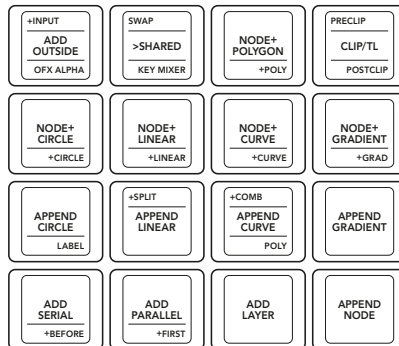 +INPUT
ADD
OUTSIDE
OFX ALPHA
SWAP
>SHARED
KEY MIXER
NODE+
POLYGON
+POLY
PRECLIP
CLIP/TL
POSTCLIP
NODE+
CIRCLE
+CIRCLE
NODE+
LINEAR
+LINEAR
NODE+
CURVE
+CURVE
NODE+
GRADIENT
+GRAD
APPEND
CIRCLE
LABEL
+SPLIT
APPEND
LINEAR
+COMB
APPEND
CURVE
POLY
APPEND
GRADIENT
ADD
SERIAL
+BEFORE
ADD
PARALLEL
+FIRST
ADD
LAYER
APPEND
NODE